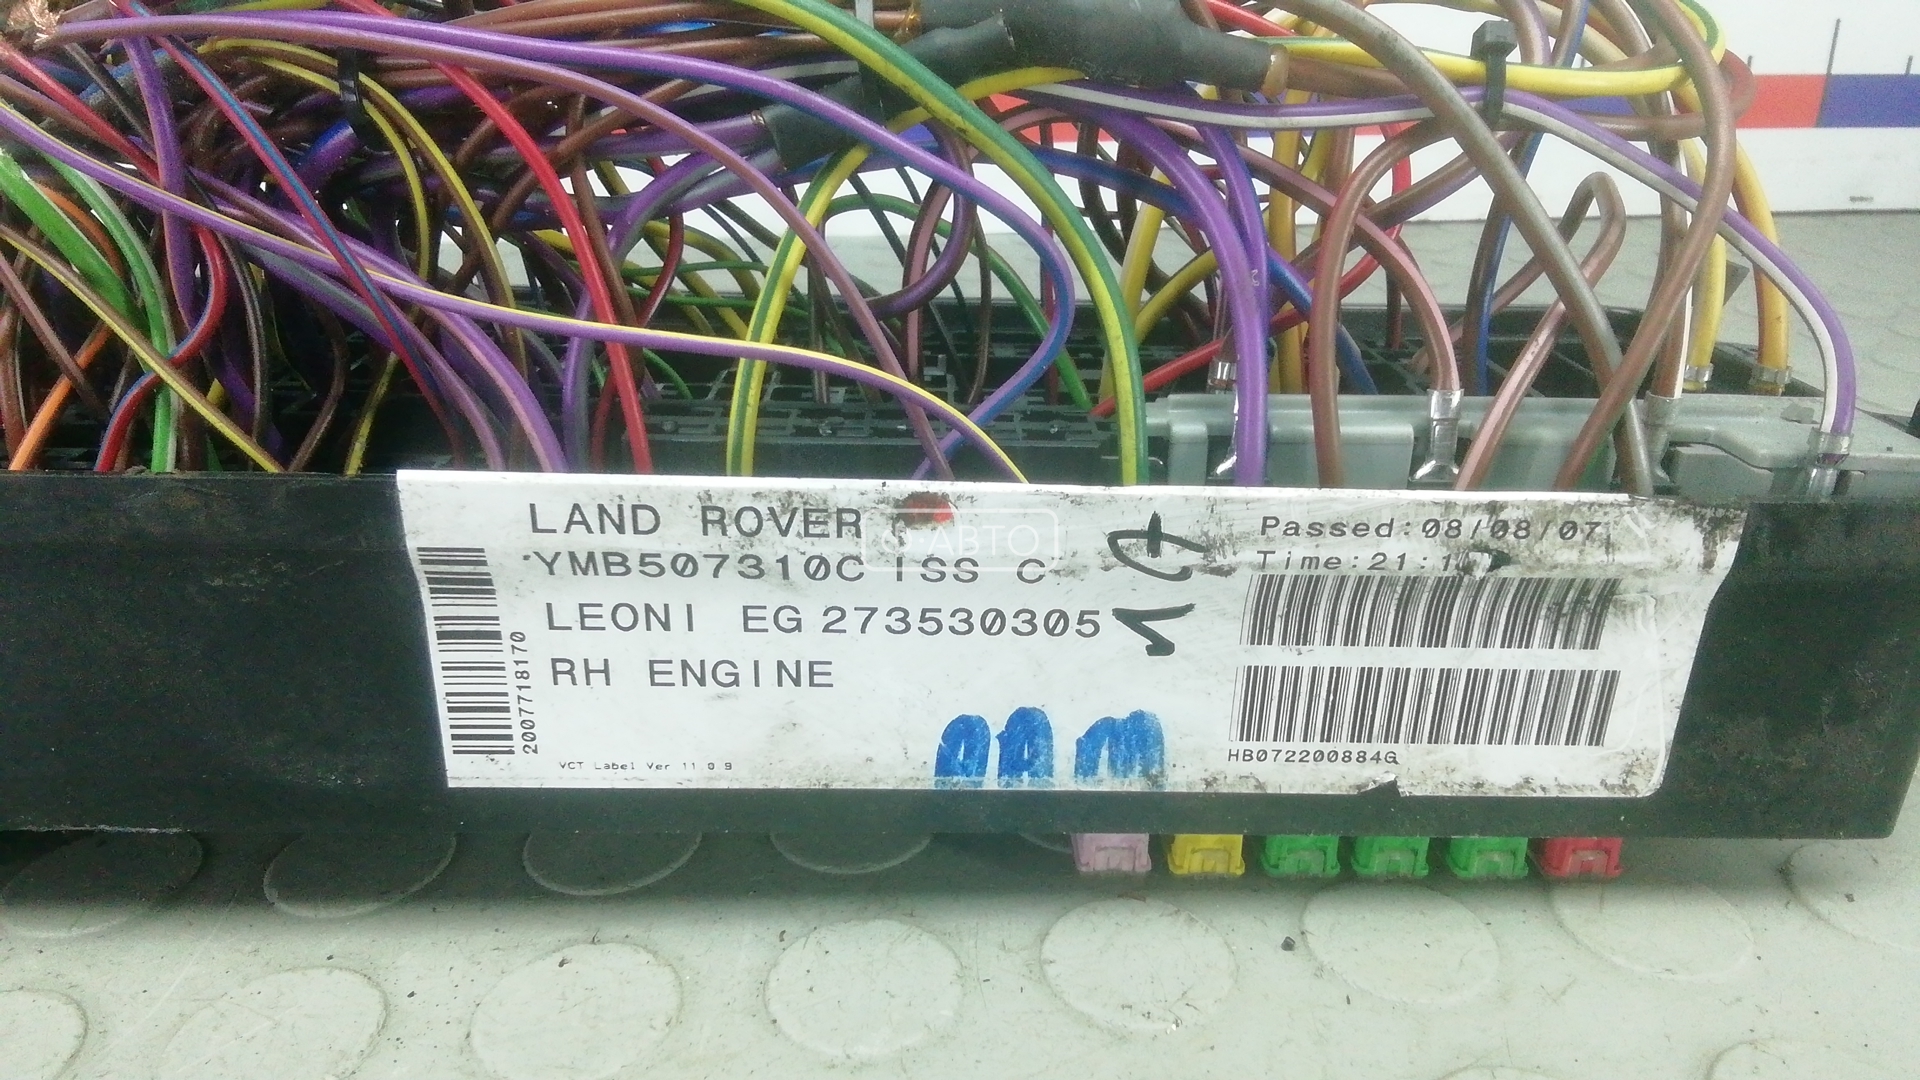 LAND ROVER
YMB507310C ISS C
LEONI EG 273530305
RH ENGINE
VCT Label Ver 11 0 9
2007718170
Passed:08/08/07
Time:21:1
HB072200884G
АВТО